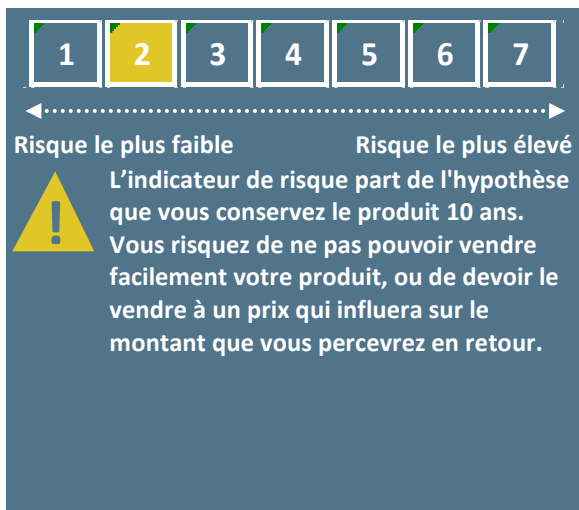 1 2 3 4 5 6 7
Risque le plus faible Risque le plus élevé
L’indicateur de risque part de l'hypothèse
que vous conservez le produit 10 ans.
Vous risquez de ne pas pouvoir vendre
facilement votre produit, ou de devoir le
vendre à un prix qui influera sur le
montant que vous percevrez en retour.